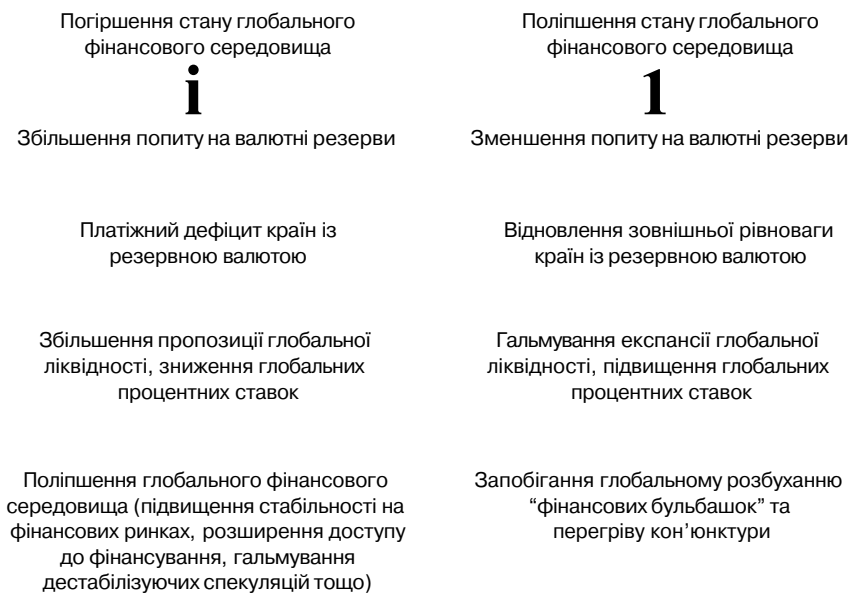 Погіршення стану глобального
фінансового середовища
і
Збільшення попиту на валютні резерви
Платіжний дефіцит країн із
резервною валютою
Збільшення пропозиції глобальної
ліквідності, зниження глобальних
процентних ставок
Поліпшення глобального фінансового
середовища (підвищення стабільності на
фінансових ринках, розширення доступу
до фінансування, гальмування
дестабілізуючих спекуляцій тощо)
Поліпшення стану глобального
фінансового середовища
1
Зменшення попиту на валютні резерви
Відновлення зовнішньої рівноваги
країн із резервною валютою
Гальмування експансії глобальної
ліквідності, підвищення глобальних
процентних ставок
Запобігання глобальному розбуханню
“фінансових бульбашок” та
перегріву кон’юнктури